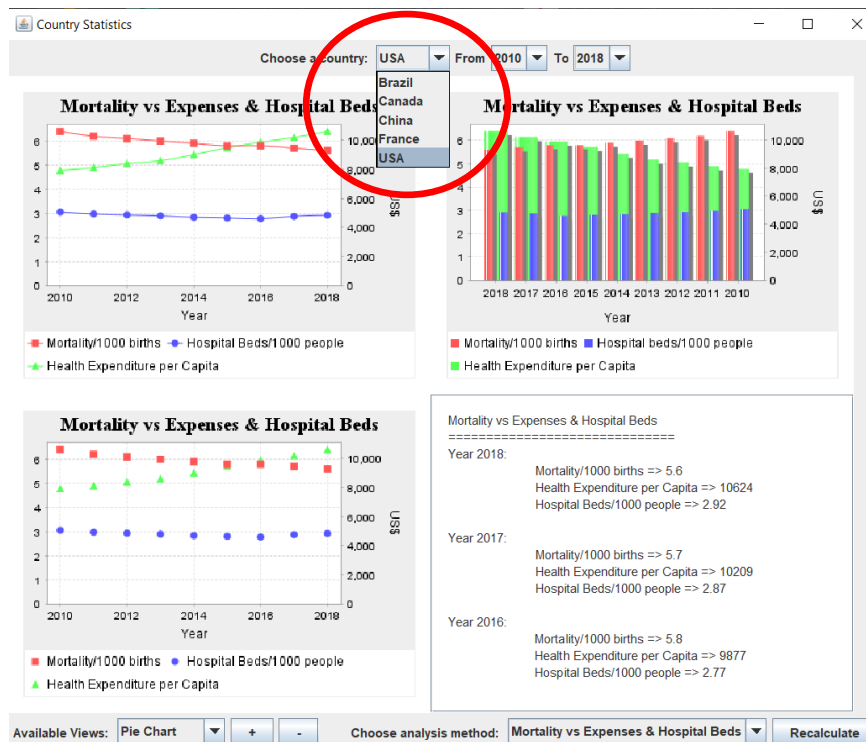 Country Statistics
Choose a country: USA From 2010 To 2018
Brazil
Canada
China
France
USA
Mortality vs Expenses & Hospital Beds
6
5
4
3
2
1
0
10,000
8,000
6,000
4,000
2,000
0
US$
2010 2012 2014 2016 2018
Year
Mortality/1000 births Hospital Beds/1000 people
Health Expenditure per Capita
Mortality vs Expenses & Hospital Beds
6
5
4
3
2
1
0
10,000
8,000
6,000
4,000
2,000
0
US$
2018 2017 2016 2015 2014 2013 2012 2011 2010
Year
Mortality/1000 births Hospital beds/1000 people
Health Expenditure per Capita
Mortality vs Expenses & Hospital Beds
6
5
4
3
2
1
0
10,000
8,000
6,000
4,000
2,000
0
US$
2010 2012 2014 2016 2018
Year
Mortality/1000 births Hospital Beds/1000 people
Health Expenditure per Capita
Mortality vs Expenses & Hospital Beds
==============================
Year 2018:
Mortality/1000 births => 5.6
Health Expenditure per Capita => 10624
Hospital Beds/1000 people => 2.92
Year 2017:
Mortality/1000 births => 5.7
Health Expenditure per Capita => 10209
Hospital Beds/1000 people => 2.87
Year 2016:
Mortality/1000 births => 5.8
Health Expenditure per Capita => 9877
Hospital Beds/1000 people => 2.77
Available Views: Pie Chart + - Choose analysis method: Mortality vs Expenses & Hospital Beds Recalculate